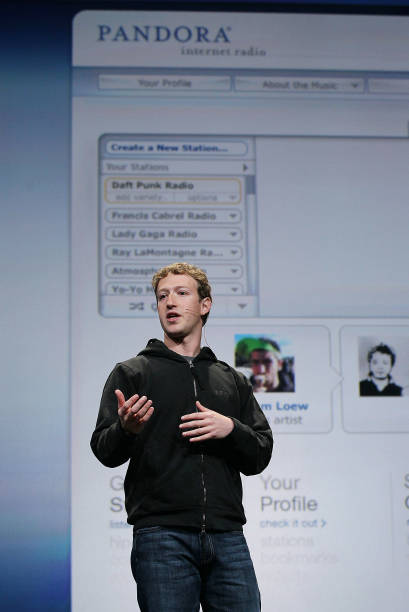 PANDORA®
internet radio
Your Profile
About the Music
Create a New Station...
Your Stations
Daft Punk Radio
add variety... options
Francis Cabrel Radio
Lady Gaga Radio
Ray LaMontagne Ra...
Atmosph
Yo-Yo M
m Loew
artist
Your
Profile
check it out
stations
bookmarks